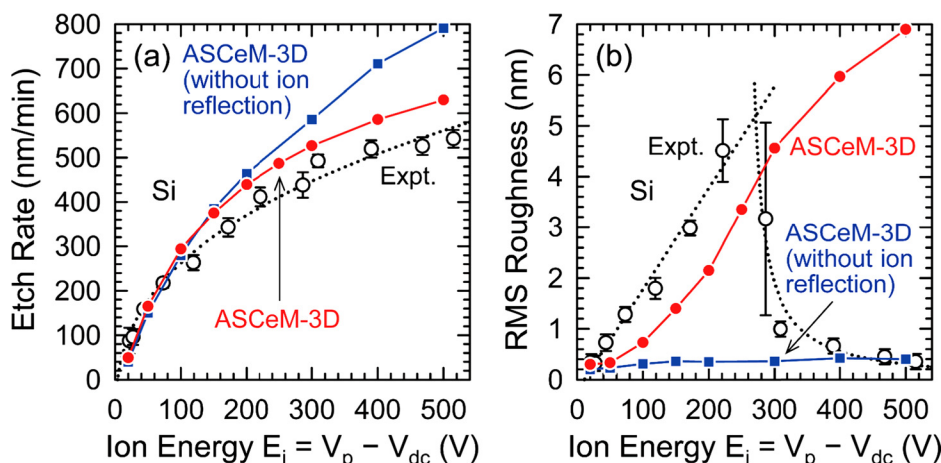 (a)
ASCeM-3D
(without ion
reflection)
Si
Expt.
ASCeM-3D
Etch Rate (nm/min)
800
700
600
500
400
300
200
100
0
0 100 200 300 400 500
Ion Energy Eᵢ = Vₚ − V_dc (V)
(b)
Expt.
Si
ASCeM-3D
ASCeM-3D
(without ion
reflection)
RMS Roughness (nm)
7
6
5
4
3
2
1
0
0 100 200 300 400 500
Ion Energy Eᵢ = Vₚ − V_dc (V)